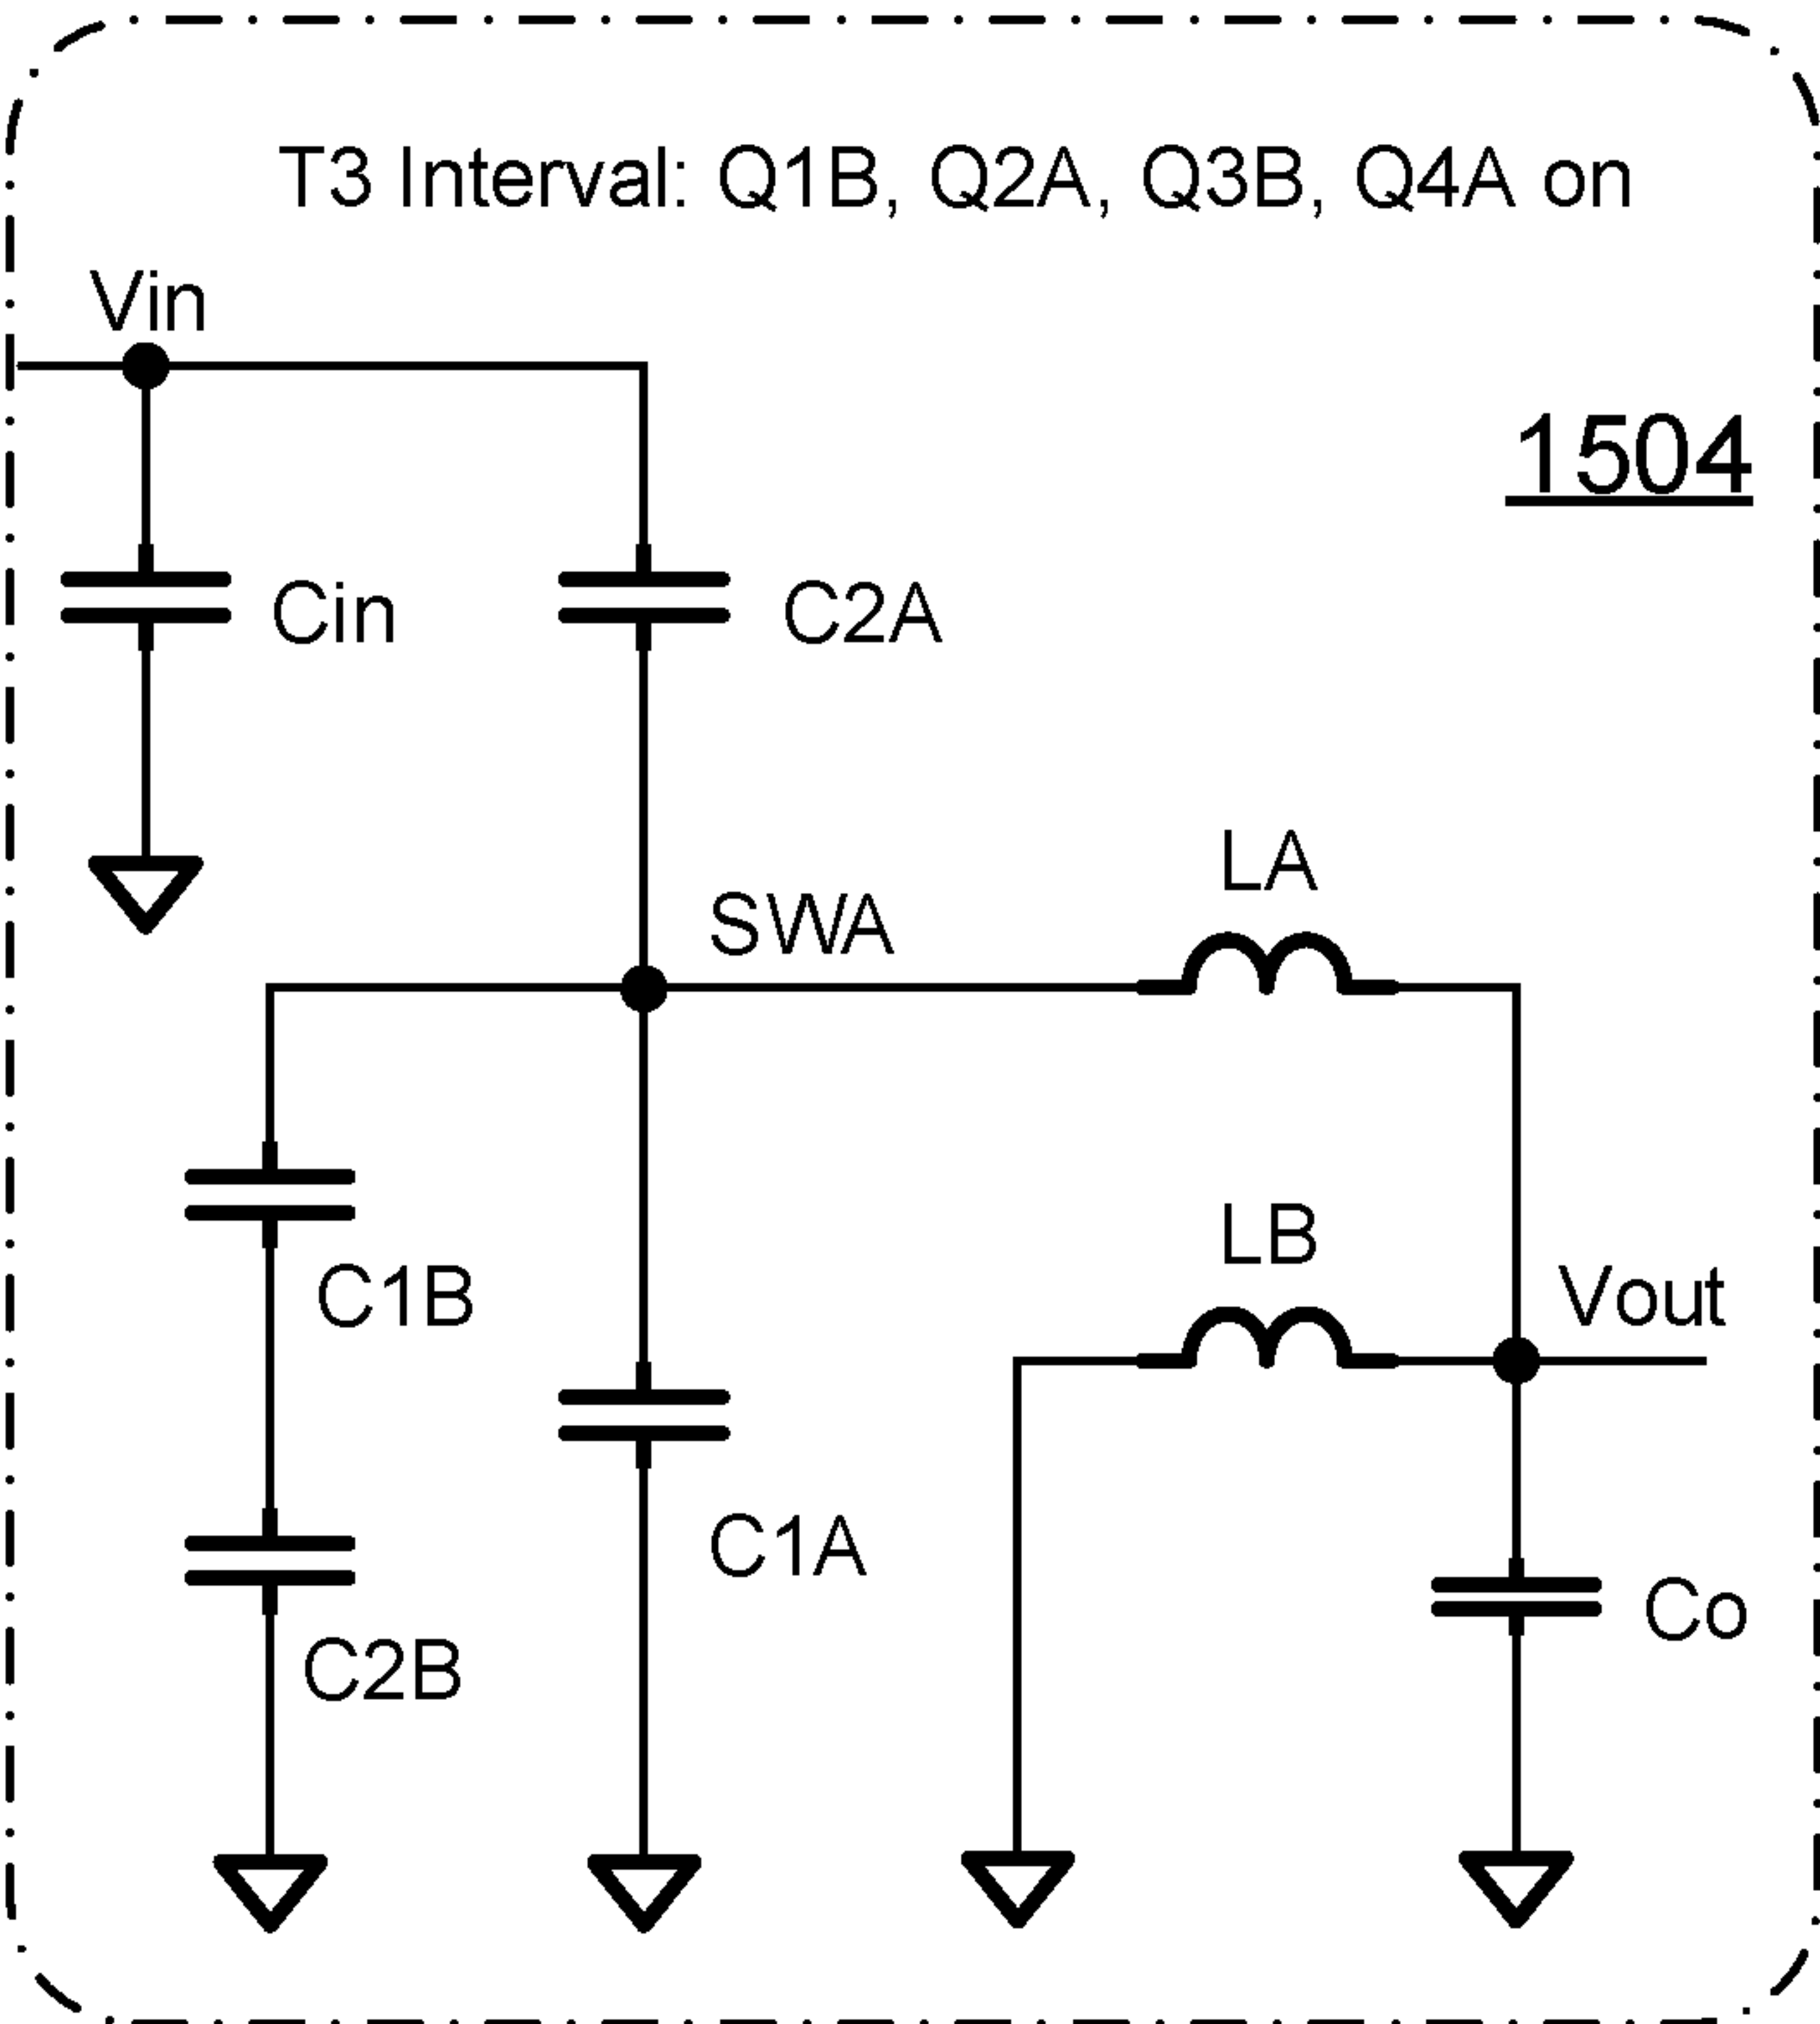 T3 Interval: Q1B, Q2A, Q3B, Q4A on
Vin
1504
Cin
C2A
LA
SWA
LB
C1B
Vout
C1A
Co
C2B